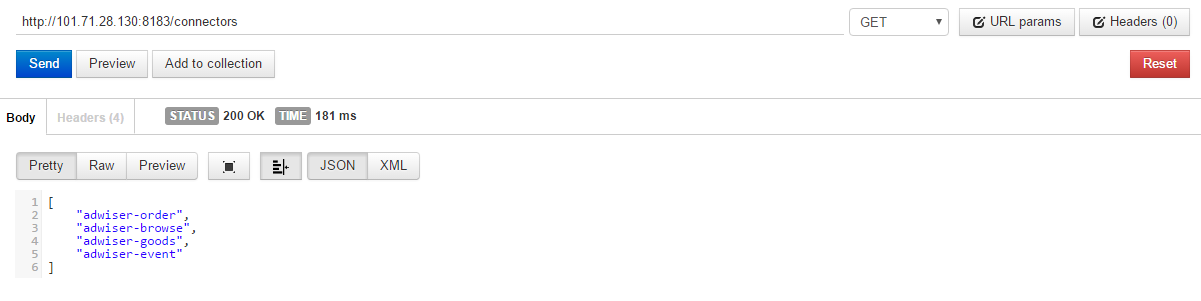 http://101.71.28.130:8183/connectors GET URL params Headers (0)
Send Preview Add to collection Reset
Body Headers (4) STATUS 200 OK TIME 181 ms
Pretty Raw Preview JSON XML
1 [
2 "adwiser-order",
3 "adwiser-browse",
4 "adwiser-goods",
5 "adwiser-event"
6 ]